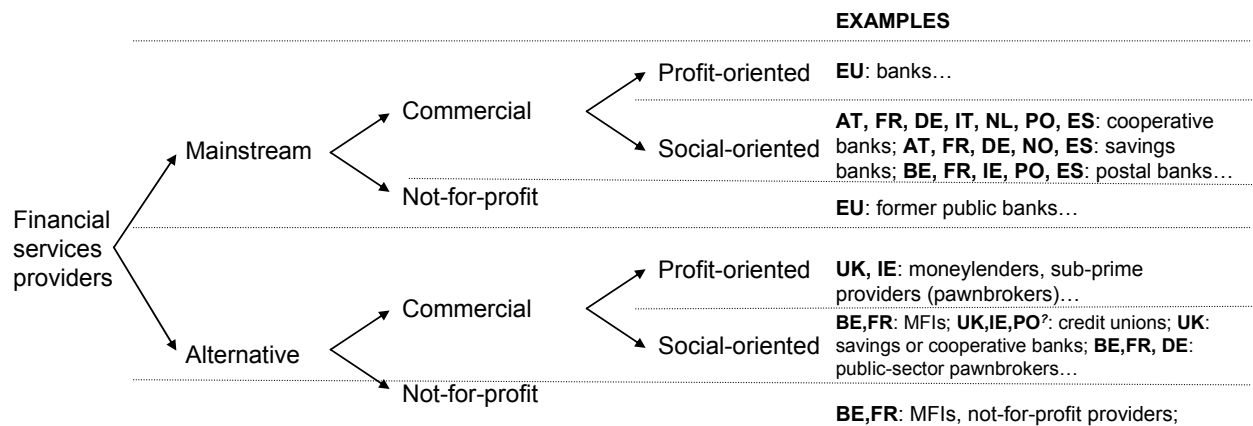 EXAMPLES
Profit-oriented
EU: banks…
Commercial
AT, FR, DE, IT, NL, PO, ES: cooperative
banks; AT, FR, DE, NO, ES: savings
banks; BE, FR, IE, PO, ES: postal banks…
Mainstream
Social-oriented
Not-for-profit
EU: former public banks…
Financial
services
providers
Profit-oriented
UK, IE: moneylenders, sub-prime
providers (pawnbrokers)…
Commercial
BE,FR: MFIs; UK,IE,PO?: credit unions; UK:
savings or cooperative banks; BE,FR, DE:
public-sector pawnbrokers…
Alternative
Social-oriented
Not-for-profit
BE,FR: MFIs, not-for-profit providers;